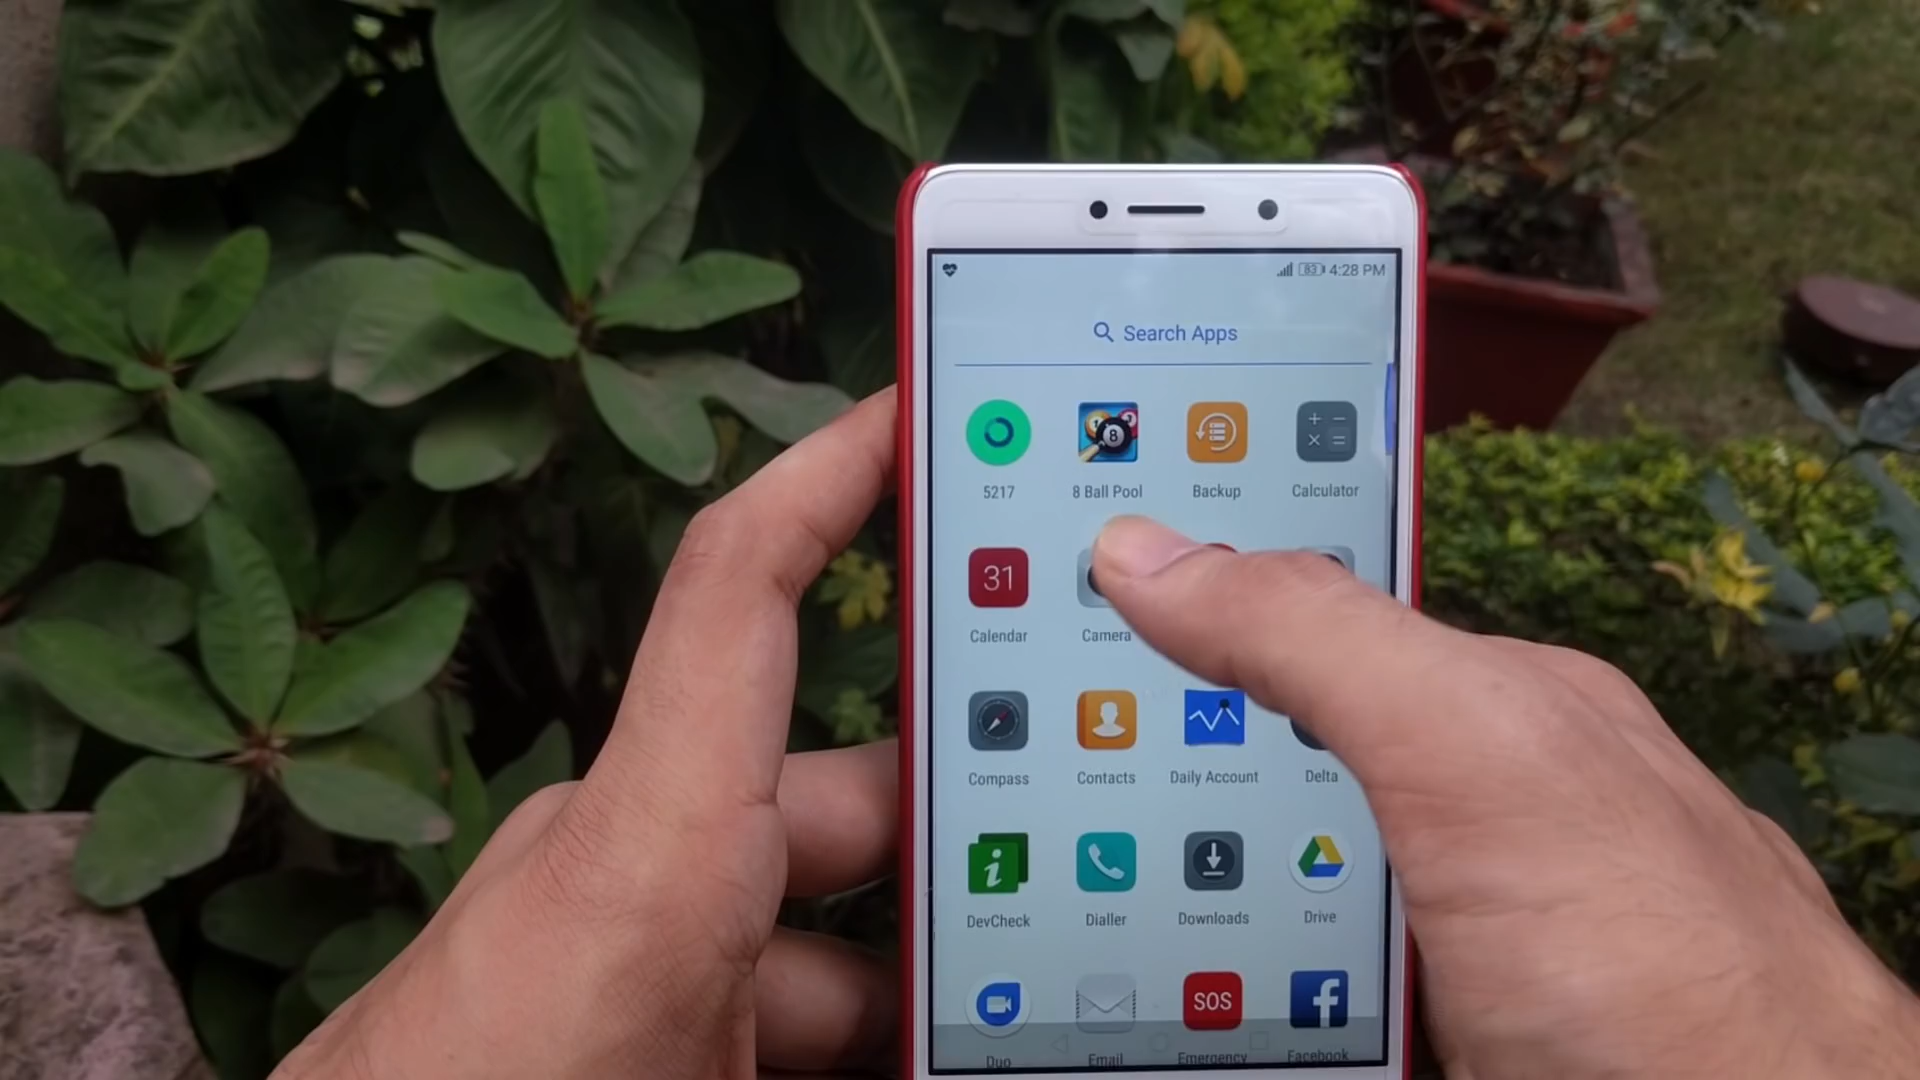 83 4:28 PM
Search Apps
5217 8 Ball Pool Backup Calculator
31
Calendar Camera
Compass Contacts Daily Account Delta
DevCheck Dialler Downloads Drive
SOS
Duo Email Emergency Facebook